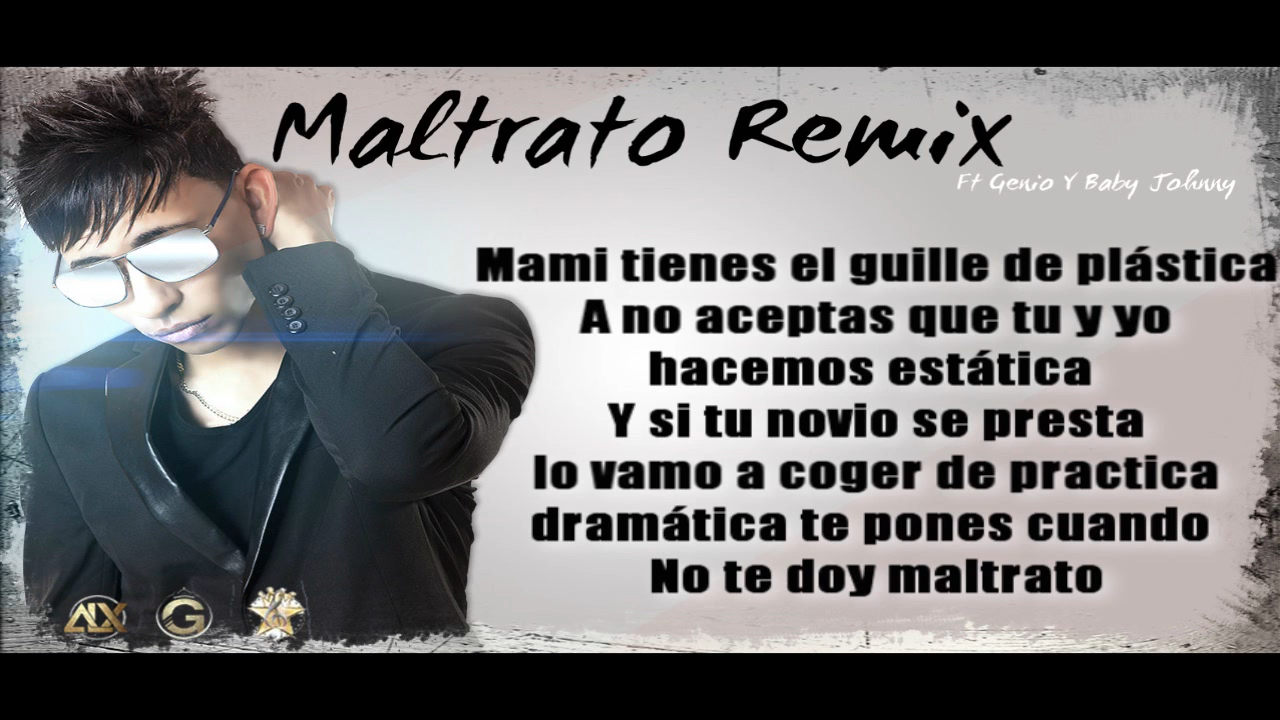 Maltrato Remix
Ft Genio Y Baby Johnny
Mami tienes el guille de plástica
A no aceptas que tu y yo
hacemos estática
Y si tu novio se presta
lo vamo a coger de practica
dramática te pones cuando
No te doy maltrato
ALX
G